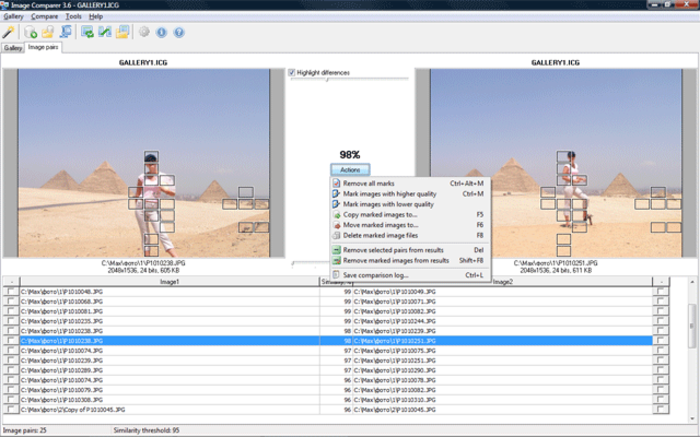 Image Comparer 3.6 - GALLERY1.ICG
Gallery Compare Tools Help
Gallery Image pairs
GALLERY1.ICG
Highlight differences
GALLERY1.ICG
98%
Actions
Remove all marks Ctrl+Alt+M
Mark images with higher quality Ctrl+M
Mark images with lower quality
Copy marked images to... F5
Move marked images to... F6
Delete marked image files F8
Remove selected pairs from results Del
Remove marked images from results Shift+F8
Save comparison log... Ctrl+L
C:\Max\фото\1\P1010238.JPG
2048x1536, 24 bits, 605 KB
C:\Max\фото\1\P1010251.JPG
2048x1536, 24 bits, 611 KB
Image1 Image2
C:\Max\фото\1\P1010048.JPG 99 C:\Max\фото\1\P1010049.JPG
C:\Max\фото\1\P1010068.JPG 99 C:\Max\фото\1\P1010071.JPG
C:\Max\фото\1\P1010081.JPG 99 C:\Max\фото\1\P1010082.JPG
C:\Max\фото\1\P1010235.JPG 99 C:\Max\фото\1\P1010244.JPG
C:\Max\фото\1\P1010238.JPG 98 C:\Max\фото\1\P1010239.JPG
C:\Max\фото\1\P1010238.JPG 98 C:\Max\фото\1\P1010251.JPG
C:\Max\фото\1\P1010074.JPG 97 C:\Max\фото\1\P1010075.JPG
C:\Max\фото\1\P1010239.JPG 97 C:\Max\фото\1\P1010251.JPG
C:\Max\фото\1\P1010289.JPG 97 C:\Max\фото\1\P1010290.JPG
C:\Max\фото\1\P1010074.JPG 96 C:\Max\фото\1\P1010078.JPG
C:\Max\фото\1\P1010079.JPG 96 C:\Max\фото\1\P1010082.JPG
C:\Max\фото\1\P1010308.JPG 96 C:\Max\фото\1\P1010310.JPG
C:\Max\фото\2\Copy of P1010045.JPG 96 C:\Max\фото\1\P1010045.JPG
Image pairs: 25 Similarity threshold: 95